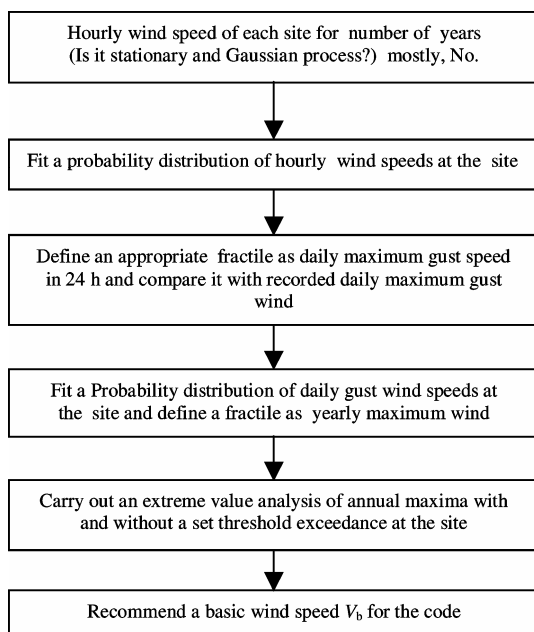 Hourly wind speed of each site for number of years
(Is it stationary and Gaussian process?) mostly, No.
Fit a probability distribution of hourly wind speeds at the site
Define an appropriate fractile as daily maximum gust speed
in 24 h and compare it with recorded daily maximum gust
wind
Fit a Probability distribution of daily gust wind speeds at
the site and define a fractile as yearly maximum wind
Carry out an extreme value analysis of annual maxima with
and without a set threshold exceedance at the site
Recommend a basic wind speed Vb for the code